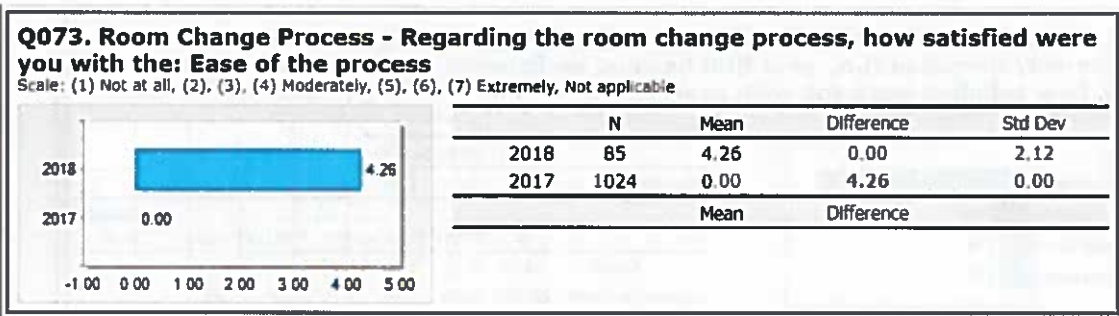 Q073. Room Change Process - Regarding the room change process, how satisfied were
you with the: Ease of the process
Scale: (1) Not at all, (2), (3), (4) Moderately, (5), (6), (7) Extremely, Not applicable
N Mean Difference Std Dev
2018 85 4.26 0.00 2.12
2017 1024 0.00 4.26 0.00
Mean Difference
2018 4.26
2017 0.00
-1.00 0.00 1.00 2.00 3.00 4.00 5.00